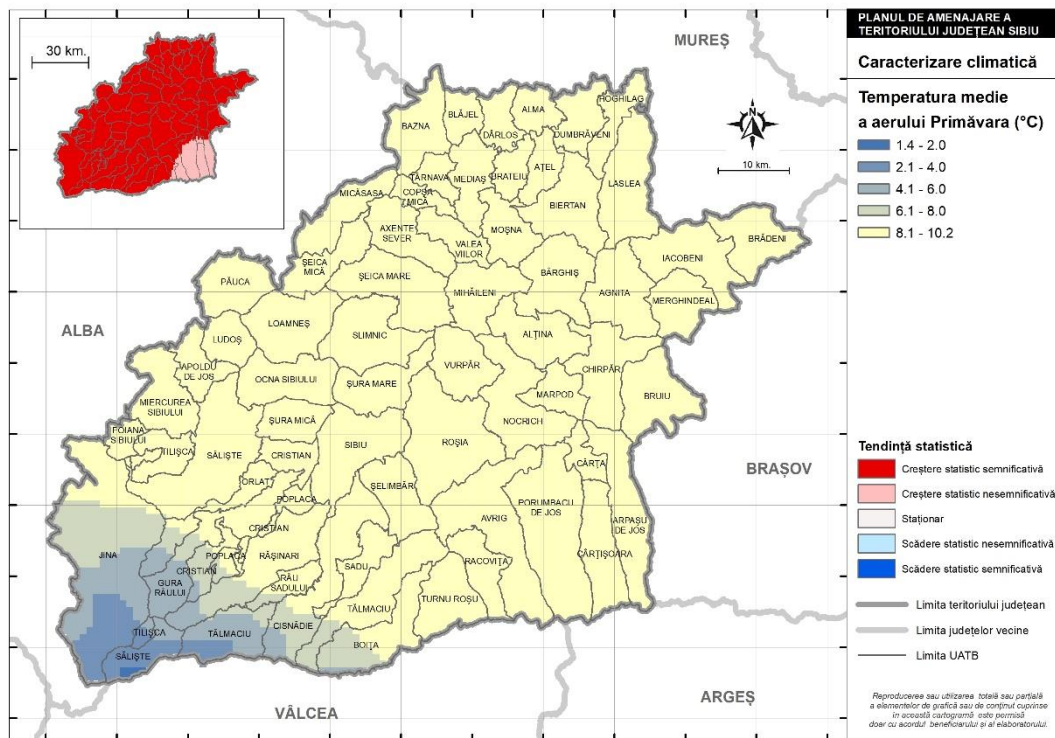 30 km.
MUREȘ
PLANUL DE AMENAJARE A
TERITORIULUI JUDEȚEAN SIBIU
Caracterizare climatică
Temperatura medie
a aerului Primăvara (°C)
1.4 - 2.0
2.1 - 4.0
4.1 - 6.0
6.1 - 8.0
8.1 - 10.2
10 km.
HOGHILAG
ALMA
BLĂJEL
BAZNA
DÂRLOS
DUMBRĂVENI
AȚEL
TÂRNAVA
MEDIAȘ
BRATEIU
LASLEA
MICĂSASA
COPȘA
MICĂ
BIERTAN
AXENTE
SEVER
MOȘNA
BRĂDENI
VALEA
VIILOR
IACOBENI
ȘEICA
MICĂ
ȘEICA MARE
BÂRGHIȘ
PĂUCA
MIHĂILENI
AGNITA
MERGHINDEAL
ALBA
LOAMNEȘ
LUDOȘ
SLIMNIC
ALȚINA
APOLDU
DE JOS
VURPĂR
CHIRPĂR
OCNA SIBIULUI
ȘURA MARE
MARPOD
BRUIU
MIERCUREA
SIBIULUI
NOCRICH
ȘURA MICĂ
POIANA
SIBIULUI
TILIȘCA
SĂLIȘTE
CRISTIAN
SIBIU
ROȘIA
CÂRȚA
BRAȘOV
ORLAT
POPLACA
ȘELIMBĂR
PORUMBACU
DE JOS
AVRIG
ARPAȘU
DE JOS
CRISTIAN
JINA
POPLACA
RĂȘINARI
CÂRȚIȘOARA
CRISTIAN
RACOVIȚA
SADU
GURA
RÂULUI
RÂU
SADULUI
TURNU ROȘU
TĂLMACIU
CISNĂDIE
TILIȘCA
TĂLMACIU
BOIȚA
SĂLIȘTE
VÂLCEA
ARGEȘ
Tendință statistică
Creștere statistic semnificativă
Creștere statistic nesemnificativă
Staționar
Scădere statistic nesemnificativă
Scădere statistic semnificativă
Limita teritoriului județean
Limita județelor vecine
Limita UATB
Reproducerea sau utilizarea totală sau parțială
a elementelor de grafică sau de conținut cuprinse
în această cartogramă este permisă
doar cu acordul beneficiarului și al elaboratorului.